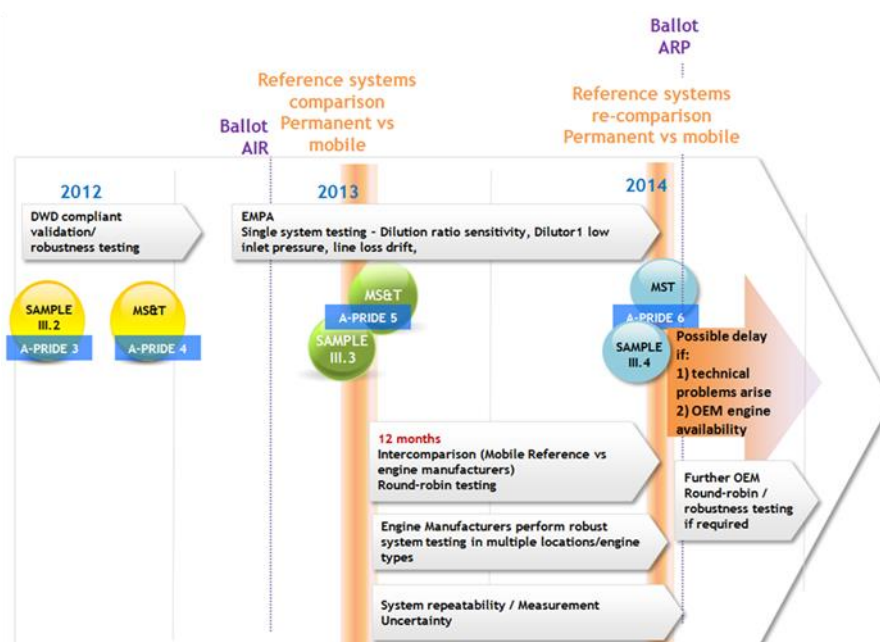 Ballot
ARP
Reference systems
comparison
Permanent vs
mobile
Reference systems
re-comparison
Permanent vs mobile
Ballot
AIR
2012
2013
2014
DWD compliant
validation/
robustness testing
EMPA
Single system testing - Dilution ratio sensitivity, Dilutor1 low
inlet pressure, line loss drift,
SAMPLE
III.2
A-PRIDE 3
MS&T
A-PRIDE 4
MS&T
A-PRIDE 5
SAMPLE
III.3
MST
A-PRIDE 6
SAMPLE
III.4
Possible delay
if:
1) technical
problems arise
2) OEM engine
availability
12 months
Intercomparison (Mobile Reference vs
engine manufacturers)
Round-robin testing
Further OEM
Round-robin /
robustness testing
if required
Engine Manufacturers perform robust
system testing in multiple locations/engine
types
System repeatability / Measurement
Uncertainty